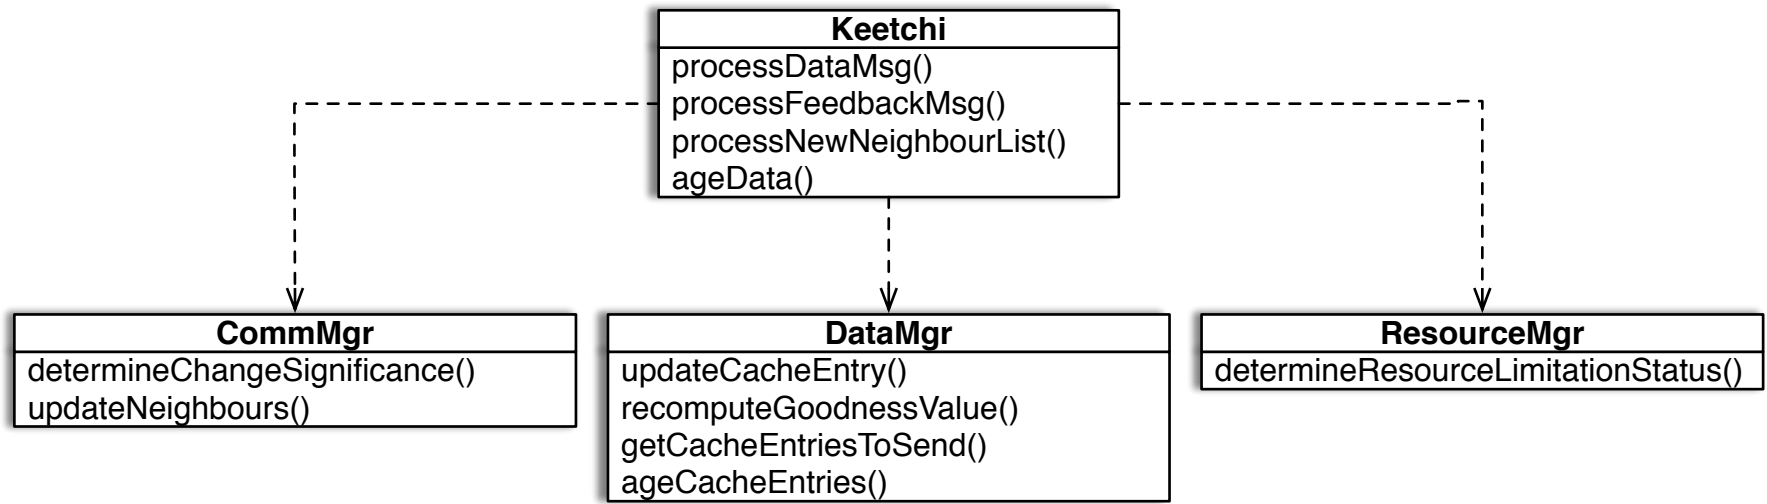 Keetchi
processDataMsg()
processFeedbackMsg()
processNewNeighbourList()
ageData()
CommMgr
determineChangeSignificance()
updateNeighbours()
DataMgr
updateCacheEntry()
recomputeGoodnessValue()
getCacheEntriesToSend()
ageCacheEntries()
ResourceMgr
determineResourceLimitationStatus()